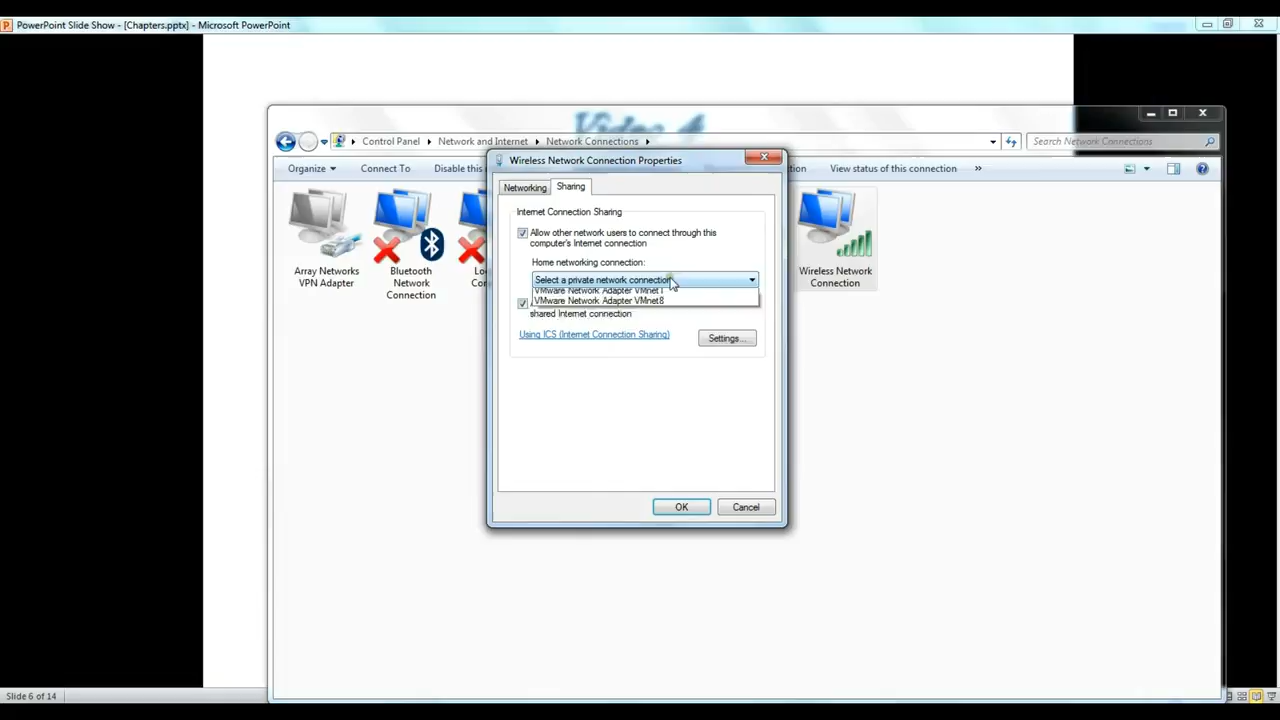 PowerPoint Slide Show - [Chapters.pptx] - Microsoft PowerPoint
Control Panel
Network and Internet
Network Connections
Search Network Connections
Organize
Connect To
Disable this
View status of this connection
»
Wireless Network Connection Properties
Networking
Sharing
Internet Connection Sharing
Allow other network users to connect through this
computer's Internet connection
Home networking connection:
Select a private network connection
VMware Network Adapter VMnet1
VMware Network Adapter VMnet8
shared Internet connection
Using ICS (Internet Connection Sharing)
Settings...
OK
Cancel
Array Networks
VPN Adapter
Bluetooth
Network
Connection
Wireless Network
Connection
Slide 6 of 14